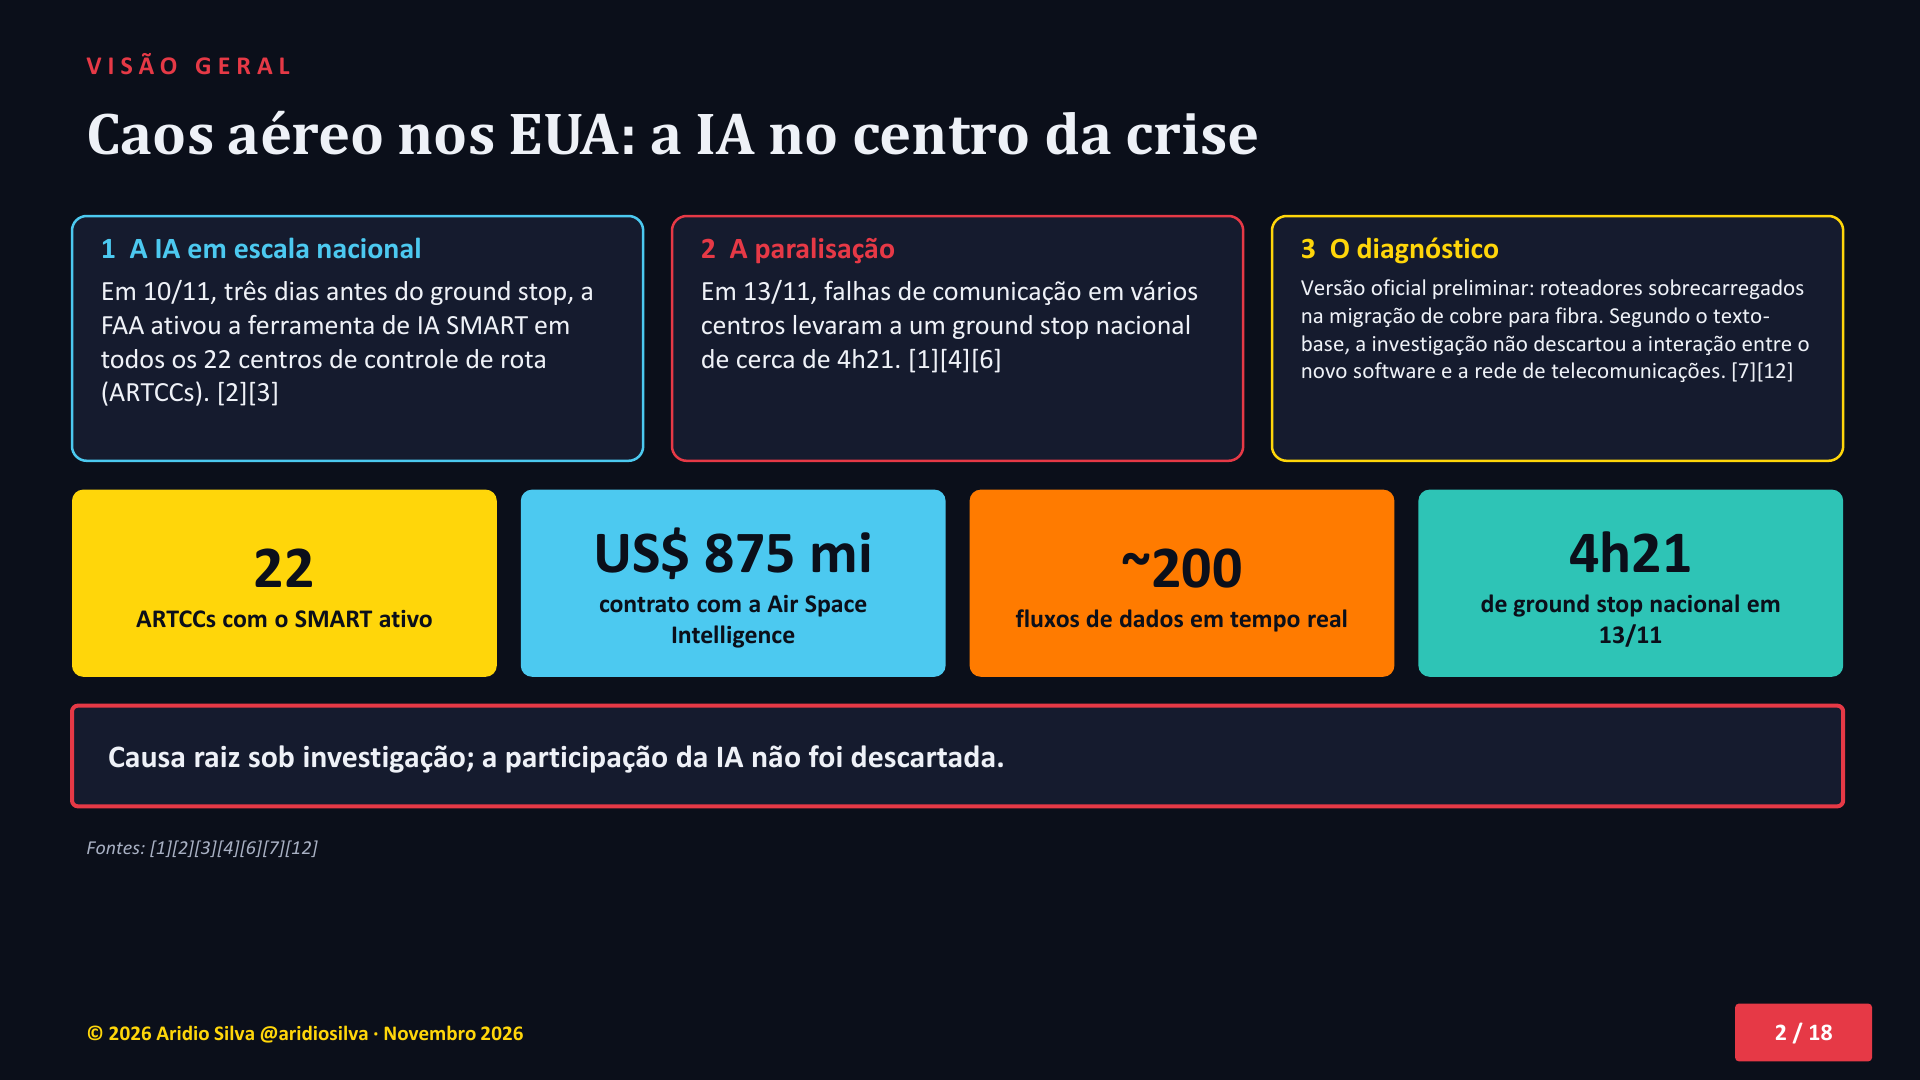 VISÃO GERAL
Caos aéreo nos EUA: a IA no centro da crise
1 A IA em escala nacional
Em 10/11, três dias antes do ground stop, a
FAA ativou a ferramenta de IA SMART em
todos os 22 centros de controle de rota
(ARTCCs). [2][3]
2 A paralisação
Em 13/11, falhas de comunicação em vários
centros levaram a um ground stop nacional
de cerca de 4h21. [1][4][6]
3 O diagnóstico
Versão oficial preliminar: roteadores sobrecarregados
na migração de cobre para fibra. Segundo o texto-
base, a investigação não descartou a interação entre o
novo software e a rede de telecomunicações. [7][12]
22
ARTCCs com o SMART ativo
US$ 875 mi
contrato com a Air Space
Intelligence
~200
fluxos de dados em tempo real
4h21
de ground stop nacional em
13/11
Causa raiz sob investigação; a participação da IA não foi descartada.
Fontes: [1][2][3][4][6][7][12]
© 2026 Aridio Silva @aridiosilva · Novembro 2026
2 / 18